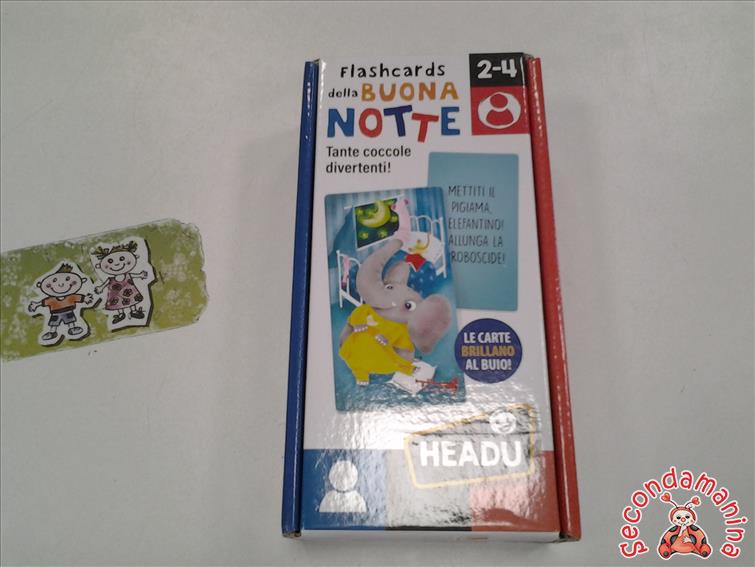 Flashcards
della BUONA
NOTTE
Tante coccole
divertenti!
2-4
METTITI IL
PIGIAMA,
ELEFANTINO!
ALLUNGA LA
PROBOSCIDE!
LE CARTE
BRILLANO
AL BUIO!
HEADU
secondamanina